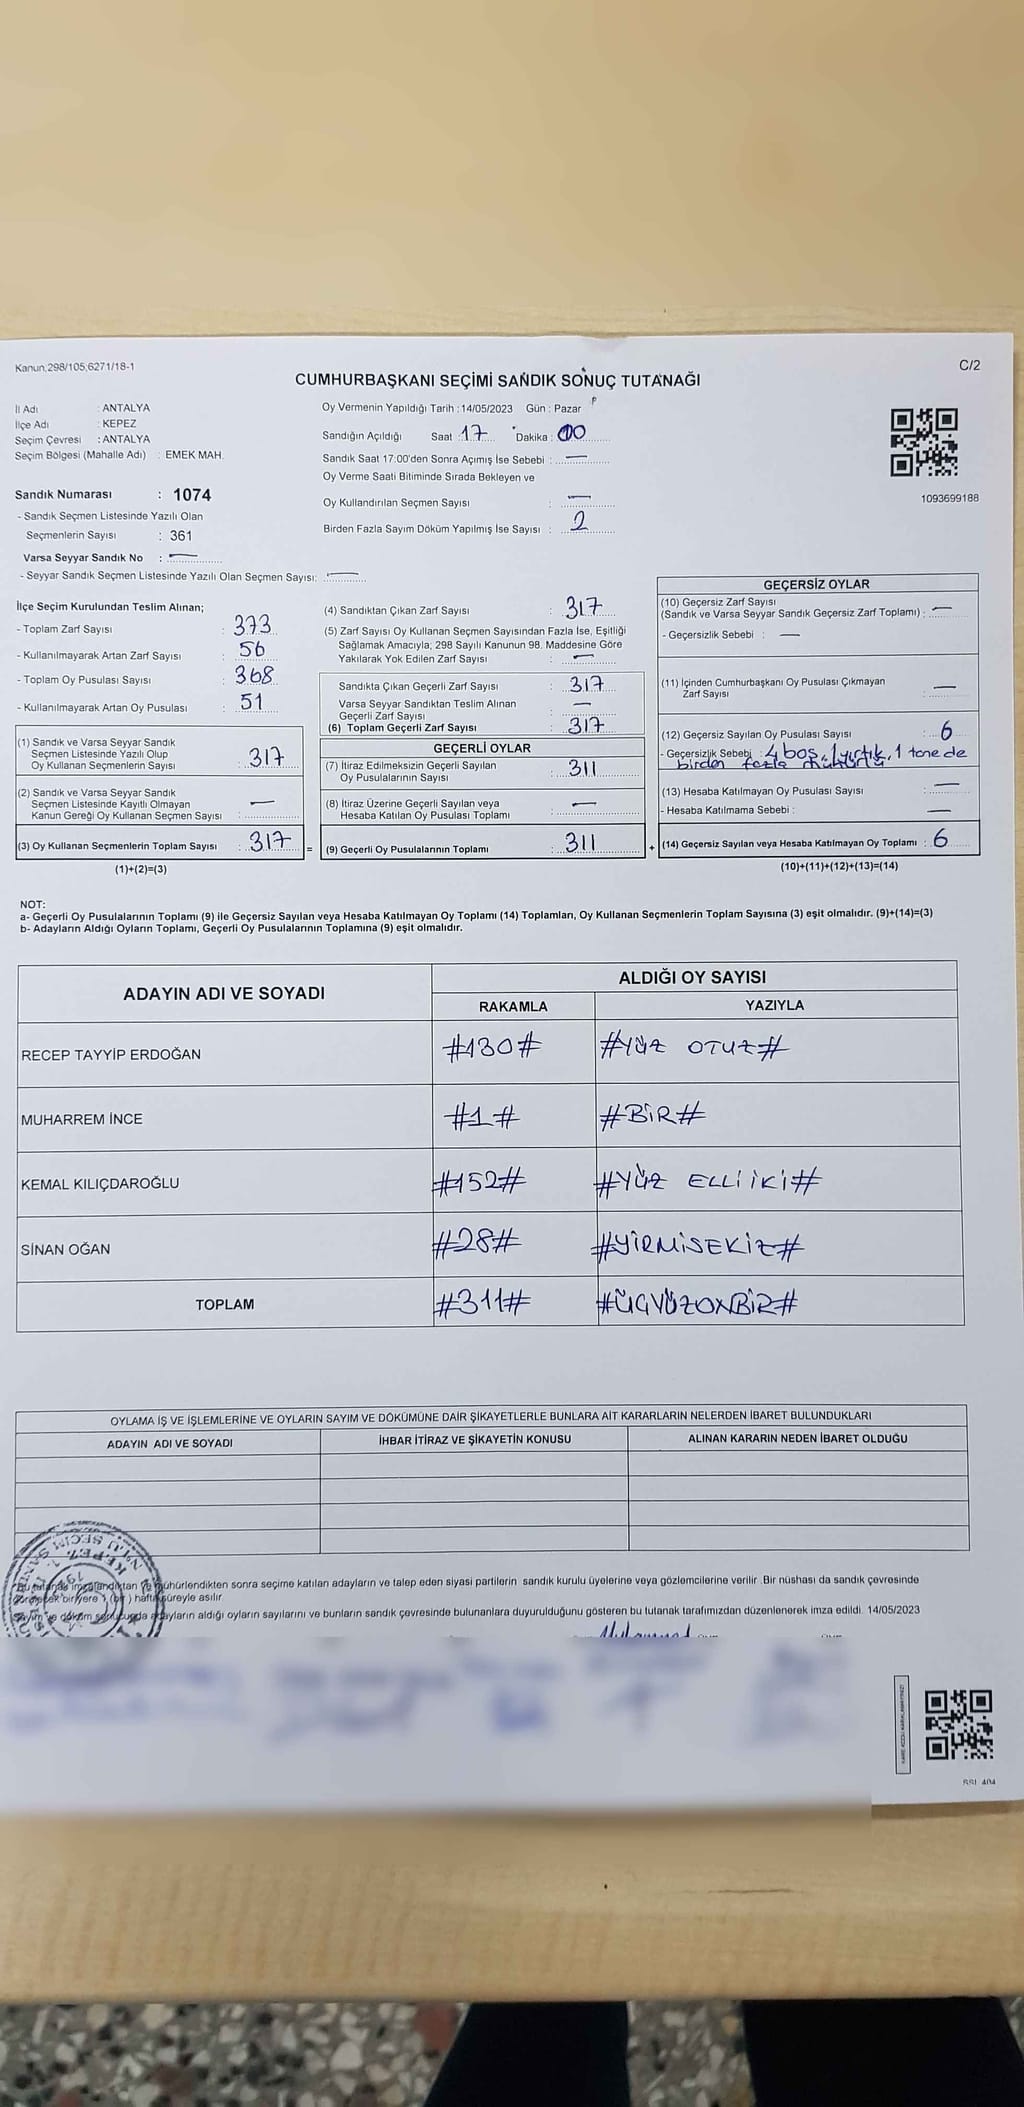 Kanun,298/105;6271/18-1
C/2
CUMHURBAŞKANI SEÇİMİ SANDIK SONUÇ TUTANAĞI
İl Adı : ANTALYA
İlçe Adı : KEPEZ
Seçim Çevresi : ANTALYA
Seçim Bölgesi (Mahalle Adı) : EMEK MAH.
Sandık Numarası : 1074
- Sandık Seçmen Listesinde Yazılı Olan
Seçmenlerin Sayısı : 361
Varsa Seyyar Sandık No : —
- Seyyar Sandık Seçmen Listesinde Yazılı Olan Seçmen Sayısı: —
Oy Vermenin Yapıldığı Tarih : 14/05/2023 Gün : Pazar
Sandığın Açıldığı Saat : 17 Dakika : 00
Sandık Saat 17:00'den Sonra Açımış İse Sebebi : —
Oy Verme Saati Bitiminde Sırada Bekleyen ve
Oy Kullandırılan Seçmen Sayısı : —
Birden Fazla Sayım Döküm Yapılmış İse Sayısı : 2
1093699188
İlçe Seçim Kurulundan Teslim Alınan;
- Toplam Zarf Sayısı : 373
- Kullanılmayarak Artan Zarf Sayısı : 56
- Toplam Oy Pusulası Sayısı : 368
- Kullanılmayarak Artan Oy Pusulası : 51
(1) Sandık ve Varsa Seyyar Sandık
Seçmen Listesinde Yazılı Olup
Oy Kullanan Seçmenlerin Sayısı : 317
(2) Sandık ve Varsa Seyyar Sandık
Seçmen Listesinde Kayıtlı Olmayan
Kanun Gereği Oy Kullanan Seçmen Sayısı : —
(3) Oy Kullanan Seçmenlerin Toplam Sayısı : 317 =
(1)+(2)=(3)
(4) Sandıktan Çıkan Zarf Sayısı : 317
(5) Zarf Sayısı Oy Kullanan Seçmen Sayısından Fazla İse, Eşitliği
Sağlamak Amacıyla; 298 Sayılı Kanunun 98. Maddesine Göre
Yakılarak Yok Edilen Zarf Sayısı : —
Sandıkta Çıkan Geçerli Zarf Sayısı : 317
Varsa Seyyar Sandıktan Teslim Alınan
Geçerli Zarf Sayısı : —
(6) Toplam Geçerli Zarf Sayısı : 317
GEÇERLİ OYLAR
(7) İtiraz Edilmeksizin Geçerli Sayılan
Oy Pusulalarının Sayısı : 311
(8) İtiraz Üzerine Geçerli Sayılan veya
Hesaba Katılan Oy Pusulası Toplamı : —
(9) Geçerli Oy Pusulalarının Toplamı : 311 +
GEÇERSİZ OYLAR
(10) Geçersiz Zarf Sayısı
(Sandık ve Varsa Seyyar Sandık Geçersiz Zarf Toplamı) : —
- Geçersizlik Sebebi : —
(11) İçinden Cumhurbaşkanı Oy Pusulası Çıkmayan
Zarf Sayısı —
(12) Geçersiz Sayılan Oy Pusulası Sayısı : 6
- Geçersizlik Sebebi : 4 boş, 1 yırtık, 1 tane de
birden fazla mühürlü
(13) Hesaba Katılmayan Oy Pusulası Sayısı : —
- Hesaba Katılmama Sebebi : —
(14) Geçersiz Sayılan veya Hesaba Katılmayan Oy Toplamı : 6
(10)+(11)+(12)+(13)=(14)
NOT:
a- Geçerli Oy Pusulalarının Toplamı (9) ile Geçersiz Sayılan veya Hesaba Katılmayan Oy Toplamı (14) Toplamları, Oy Kullanan Seçmenlerin Toplam Sayısına (3) eşit olmalıdır. (9)+(14)=(3)
b- Adayların Aldığı Oyların Toplamı, Geçerli Oy Pusulalarının Toplamına (9) eşit olmalıdır.
ADAYIN ADI VE SOYADI ALDIĞI OY SAYISI
RAKAMLA YAZIYLA
RECEP TAYYİP ERDOĞAN #130# #YÜZ OTUZ#
MUHARREM İNCE #1# #BİR#
KEMAL KILIÇDAROĞLU #152# #YÜZ ELLİ İKİ#
SİNAN OĞAN #28# #YİRMİSEKİZ#
TOPLAM #311# #ÜÇYÜZONBİR#
OYLAMA İŞ VE İŞLEMLERİNE VE OYLARIN SAYIM VE DÖKÜMÜNE DAİR ŞİKAYETLERLE BUNLARA AİT KARARLARIN NELERDEN İBARET BULUNDUKLARI
ADAYIN ADI VE SOYADI İHBAR İTİRAZ VE ŞİKAYETİN KONUSU ALINAN KARARIN NEDEN İBARET OLDUĞU
Bu tutanak imzalandıktan ve mühürlendikten sonra seçime katılan adayların ve talep eden siyasi partilerin sandık kurulu üyelerine veya gözlemcilerine verilir. Bir nüshası da sandık çevresinde
görülecek bir yere 1 (bir) hafta süreyle asılır.
Sayım ve döküm sonucunda adayların aldığı oyların sayılarını ve bunların sandık çevresinde bulunanlara duyurulduğunu gösteren bu tutanak tarafımızdan düzenlenerek imza edildi. 14/05/2023